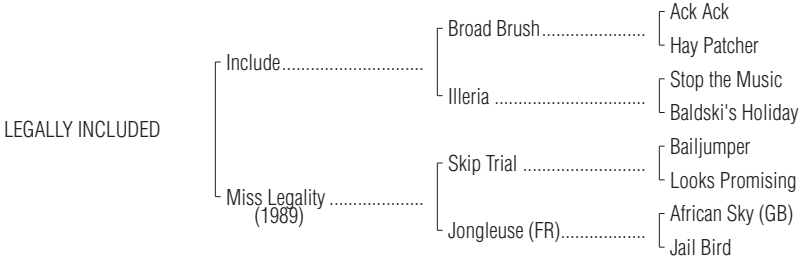 Ack Ack
Broad Brush......................
Hay Patcher
Include.............................
Stop the Music
Illeria ...............................
Baldski's Holiday
LEGALLY INCLUDED
Bailjumper
Skip Trial .........................
Looks Promising
Miss Legality ...................
(1989)
African Sky (GB)
Jongleuse (FR)..................
Jail Bird